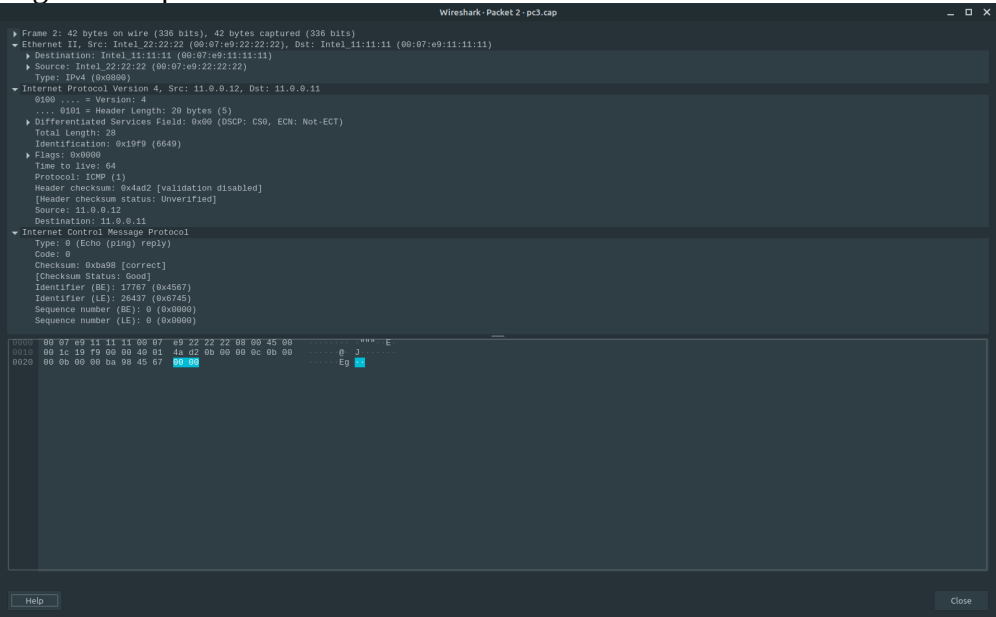 Wireshark · Packet 2 · pc3.cap
Frame 2: 42 bytes on wire (336 bits), 42 bytes captured (336 bits)
Ethernet II, Src: Intel_22:22:22 (00:07:e9:22:22:22), Dst: Intel_11:11:11 (00:07:e9:11:11:11)
Destination: Intel_11:11:11 (00:07:e9:11:11:11)
Source: Intel_22:22:22 (00:07:e9:22:22:22)
Type: IPv4 (0x0800)
Internet Protocol Version 4, Src: 11.0.0.12, Dst: 11.0.0.11
0100 .... = Version: 4
.... 0101 = Header Length: 20 bytes (5)
Differentiated Services Field: 0x00 (DSCP: CS0, ECN: Not-ECT)
Total Length: 28
Identification: 0x19f9 (6649)
Flags: 0x0000
Time to live: 64
Protocol: ICMP (1)
Header checksum: 0x4ad2 [validation disabled]
[Header checksum status: Unverified]
Source: 11.0.0.12
Destination: 11.0.0.11
Internet Control Message Protocol
Type: 0 (Echo (ping) reply)
Code: 0
Checksum: 0xba98 [correct]
[Checksum Status: Good]
Identifier (BE): 17767 (0x4567)
Identifier (LE): 26437 (0x6745)
Sequence number (BE): 0 (0x0000)
Sequence number (LE): 0 (0x0000)
0000 00 07 e9 11 11 11 00 07 e9 22 22 22 08 00 45 00 ········ ·"""··E·
0010 00 1c 19 f9 00 00 40 01 4a d2 0b 00 00 0c 0b 00 ······@· J·······
0020 00 0b 00 00 ba 98 45 67 00 00 ······Eg ··
Help
Close